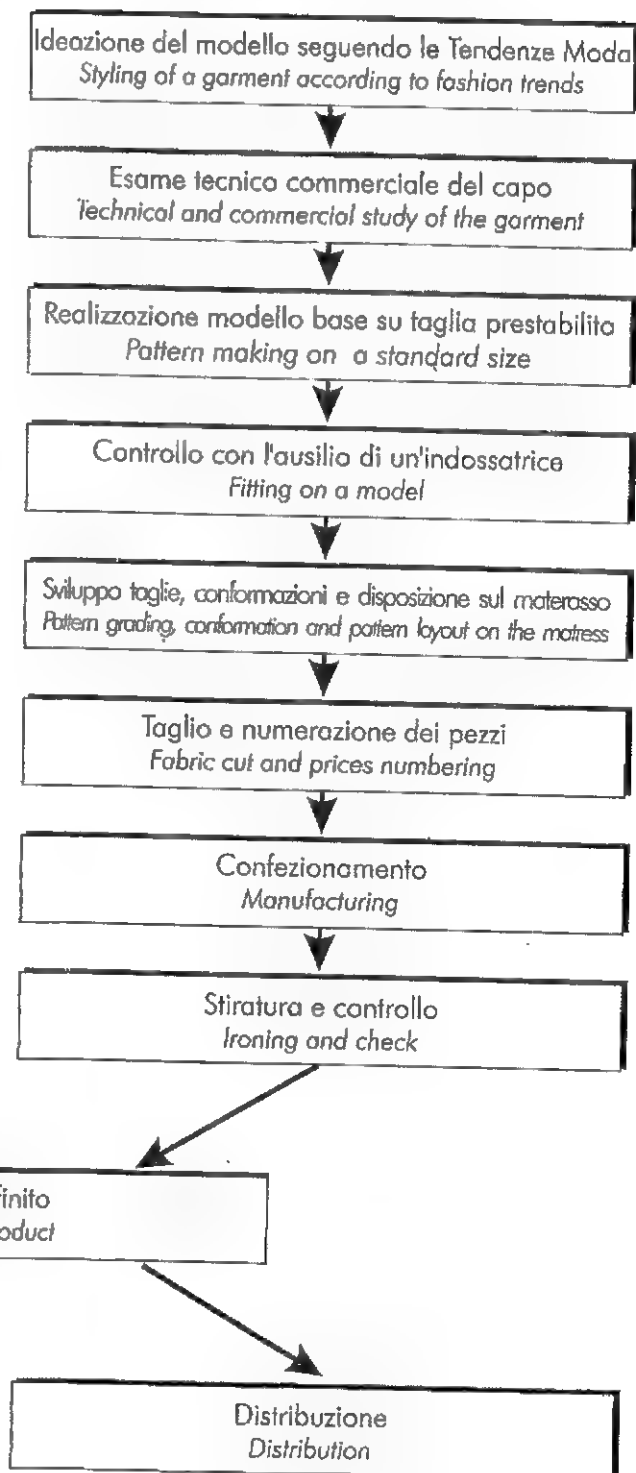 Ideazione del modello seguendo le Tendenze Moda
Styling of a garment according to fashion trends
Esame tecnico commerciale del capo
Technical and commercial study of the garment
Realizzazione modello base su taglia prestabilita
Pattern making on a standard size
Controllo con l'ausilio di un'indossatrice
Fitting on a model
Sviluppo taglie, conformazioni e disposizione sul materasso
Pattern grading, conformation and pattern layout on the matress
Taglio e numerazione dei pezzi
Fabric cut and prices numbering
Confezionamento
Manufacturing
Stiratura e controllo
Ironing and check
finito
oduct
Distribuzione
Distribution